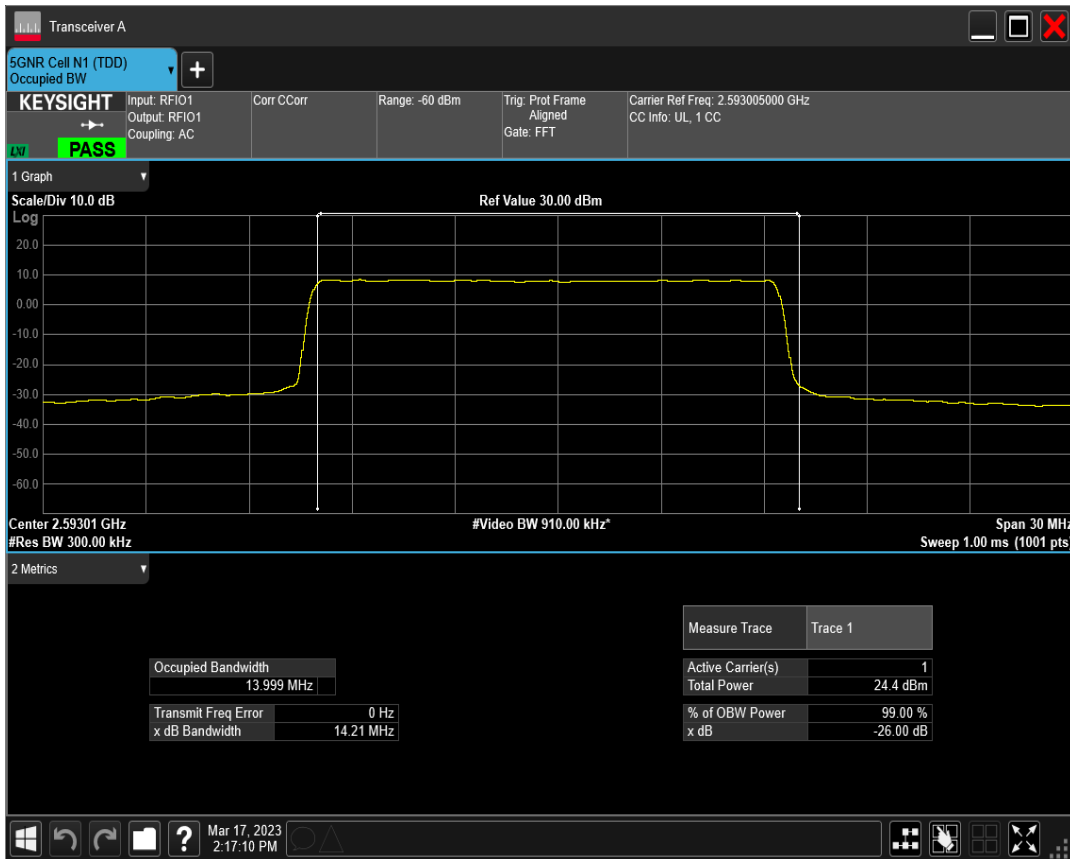 Transceiver A
5GNR Cell N1 (TDD)
Occupied BW
+
KEYSIGHT
LXI
PASS
Input: RFIO1
Output: RFIO1
Coupling: AC
Corr CCorr
Range: -60 dBm
Trig: Prot Frame
Aligned
Gate: FFT
Carrier Ref Freq: 2.593005000 GHz
CC Info: UL, 1 CC
1 Graph
Scale/Div 10.0 dB
Ref Value 30.00 dBm
Log
20.0
10.0
0.00
-10.0
-20.0
-30.0
-40.0
-50.0
-60.0
Center 2.59301 GHz
#Video BW 910.00 kHz*
Span 30 MHz
#Res BW 300.00 kHz
Sweep 1.00 ms (1001 pts)
2 Metrics
Measure Trace Trace 1
Occupied Bandwidth
13.999 MHz
Active Carrier(s) 1
Total Power 24.4 dBm
Transmit Freq Error 0 Hz
x dB Bandwidth 14.21 MHz
% of OBW Power 99.00 %
x dB -26.00 dB
?
Mar 17, 2023
2:17:10 PM